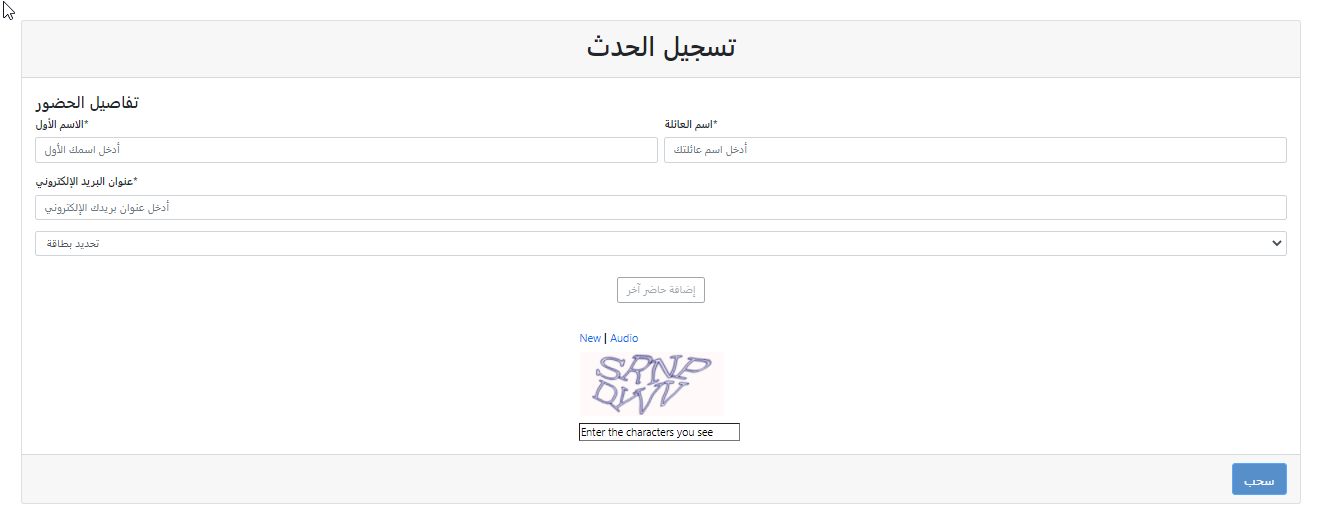 تسجيل الحدث
تفاصيل الحضور
الاسم الأول*
اسم العائلة*
أدخل اسمك الأول
أدخل اسم عائلتك
عنوان البريد الإلكتروني*
أدخل عنوان بريدك الإلكتروني
تحديد بطاقة
إضافة حاضر آخر
New | Audio
SRNP
DWV
Enter the characters you see
سحب